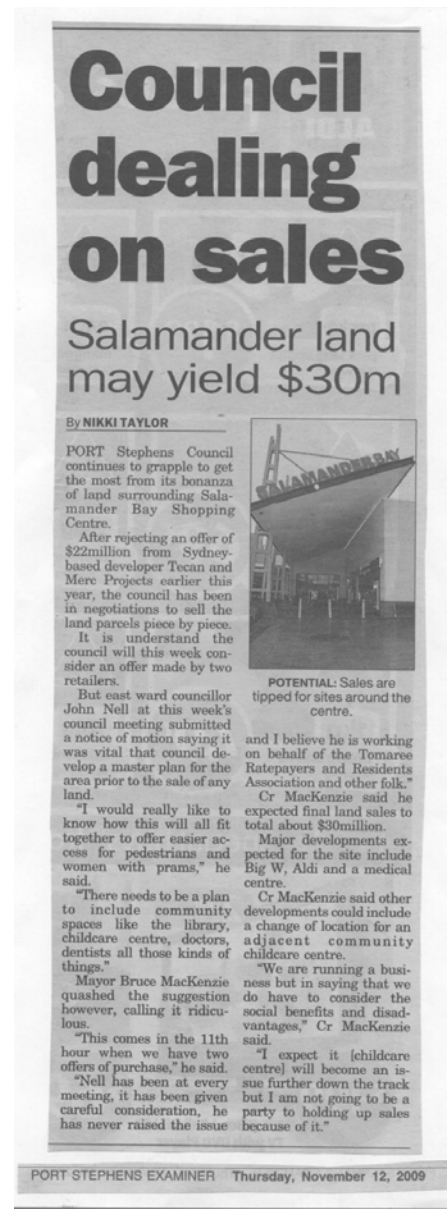 Council
dealing
on sales
Salamander land
may yield $30m
By NIKKI TAYLOR
PORT Stephens Council
continues to grapple to get
the most from its bonanza
of land surrounding Sala-
mander Bay Shopping
Centre.
After rejecting an offer of
$22million from Sydney-
based developer Tecan and
Merc Projects earlier this
year, the council has been
in negotiations to sell the
land parcels piece by piece.
It is understand the
council will this week con-
sider an offer made by two
retailers.
But east ward councillor
John Nell at this week's
council meeting submitted
a notice of motion saying it
was vital that council de-
velop a master plan for the
area prior to the sale of any
land.
"I would really like to
know how this will all fit
together to offer easier ac-
cess for pedestrians and
women with prams," he
said.
"There needs to be a plan
to include community
spaces like the library,
childcare centre, doctors,
dentists all those kinds of
things."
Mayor Bruce MacKenzie
quashed the suggestion
however, calling it ridicu-
lous.
"This comes in the 11th
hour when we have two
offers of purchase," he said.
"Nell has been at every
meeting, it has been given
careful consideration, he
has never raised the issue
SALAMANDER BAY
POTENTIAL: Sales are
tipped for sites around the
centre.
and I believe he is working
on behalf of the Tomaree
Ratepayers and Residents
Association and other folk."
Cr MacKenzie said he
expected final land sales to
total about $30million.
Major developments ex-
pected for the site include
Big W, Aldi and a medical
centre.
Cr MacKenzie said other
developments could include
a change of location for an
adjacent community
childcare centre.
"We are running a busi-
ness but in saying that we
do have to consider the
social benefits and disad-
vantages," Cr MacKenzie
said.
"I expect it [childcare
centre] will become an is-
sue further down the track
but I am not going to be a
party to holding up sales
because of it."
PORT STEPHENS EXAMINER Thursday, November 12, 2009